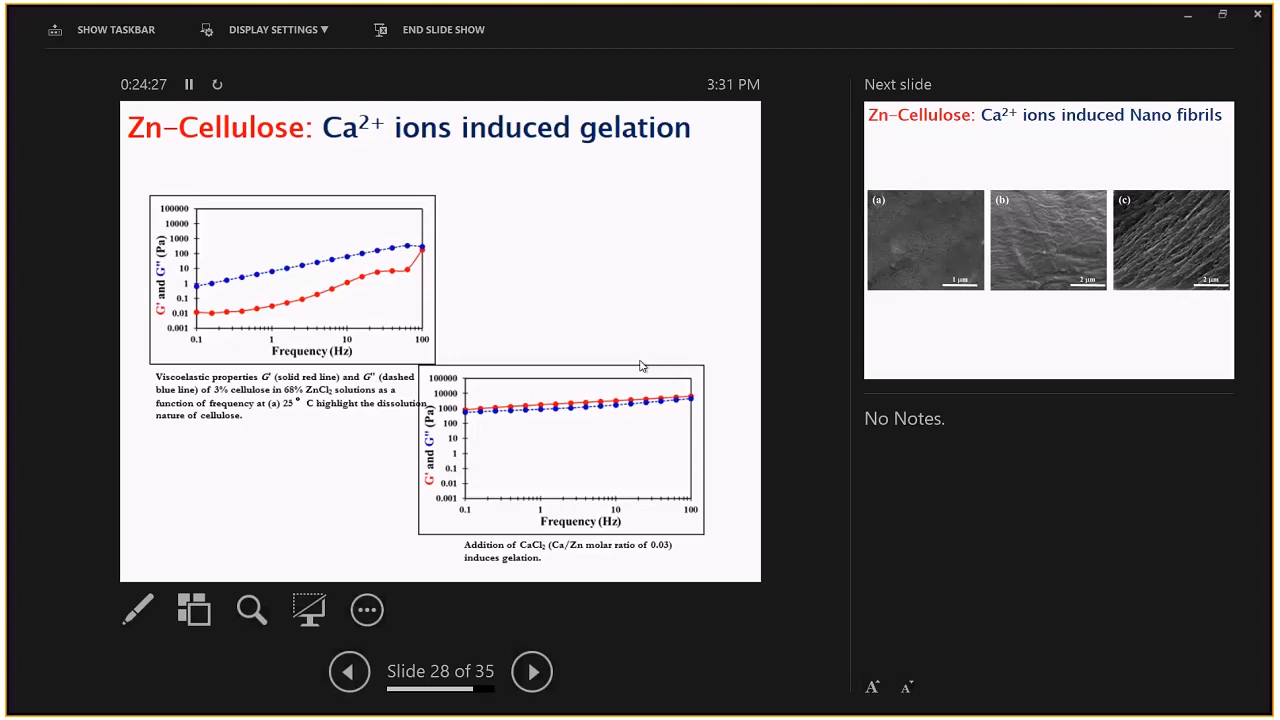 SHOW TASKBAR
DISPLAY SETTINGS ▼
END SLIDE SHOW
0:24:27
3:31 PM
Zn-Cellulose: Ca²⁺ ions induced gelation
G' and G" (Pa)
100000
10000
1000
100
10
1
0.1
0.01
0.001
0.1 1 10 100
Frequency (Hz)
Viscoelastic properties G' (solid red line) and G" (dashed
blue line) of 3% cellulose in 68% ZnCl₂ solutions as a
function of frequency at (a) 25 ° C highlight the dissolution
nature of cellulose.
G' and G" (Pa)
100000
10000
1000
100
10
1
0.1
0.01
0.001
0.1 1 10 100
Frequency (Hz)
Addition of CaCl₂ (Ca/Zn molar ratio of 0.03)
induces gelation.
Slide 28 of 35
Next slide
Zn-Cellulose: Ca²⁺ ions induced Nano fibrils
(a)
1 µm
(b)
2 µm
(c)
2 µm
No Notes.
A A